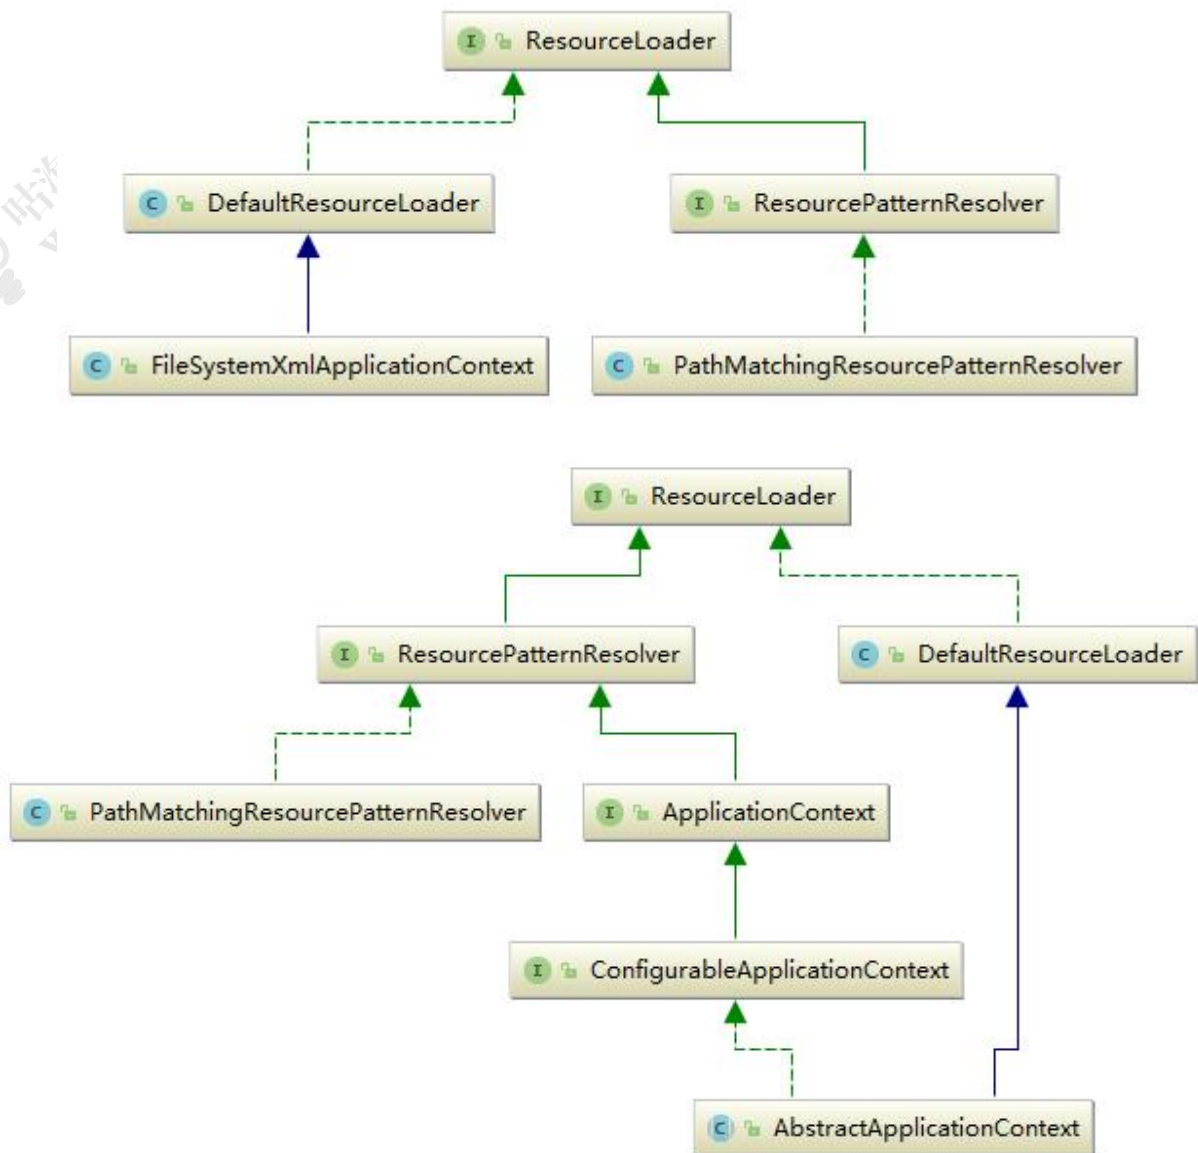 I ResourceLoader
C DefaultResourceLoader
I ResourcePatternResolver
C FileSystemXmlApplicationContext
C PathMatchingResourcePatternResolver
I ResourceLoader
I ResourcePatternResolver
C DefaultResourceLoader
C PathMatchingResourcePatternResolver
I ApplicationContext
I ConfigurableApplicationContext
C AbstractApplicationContext